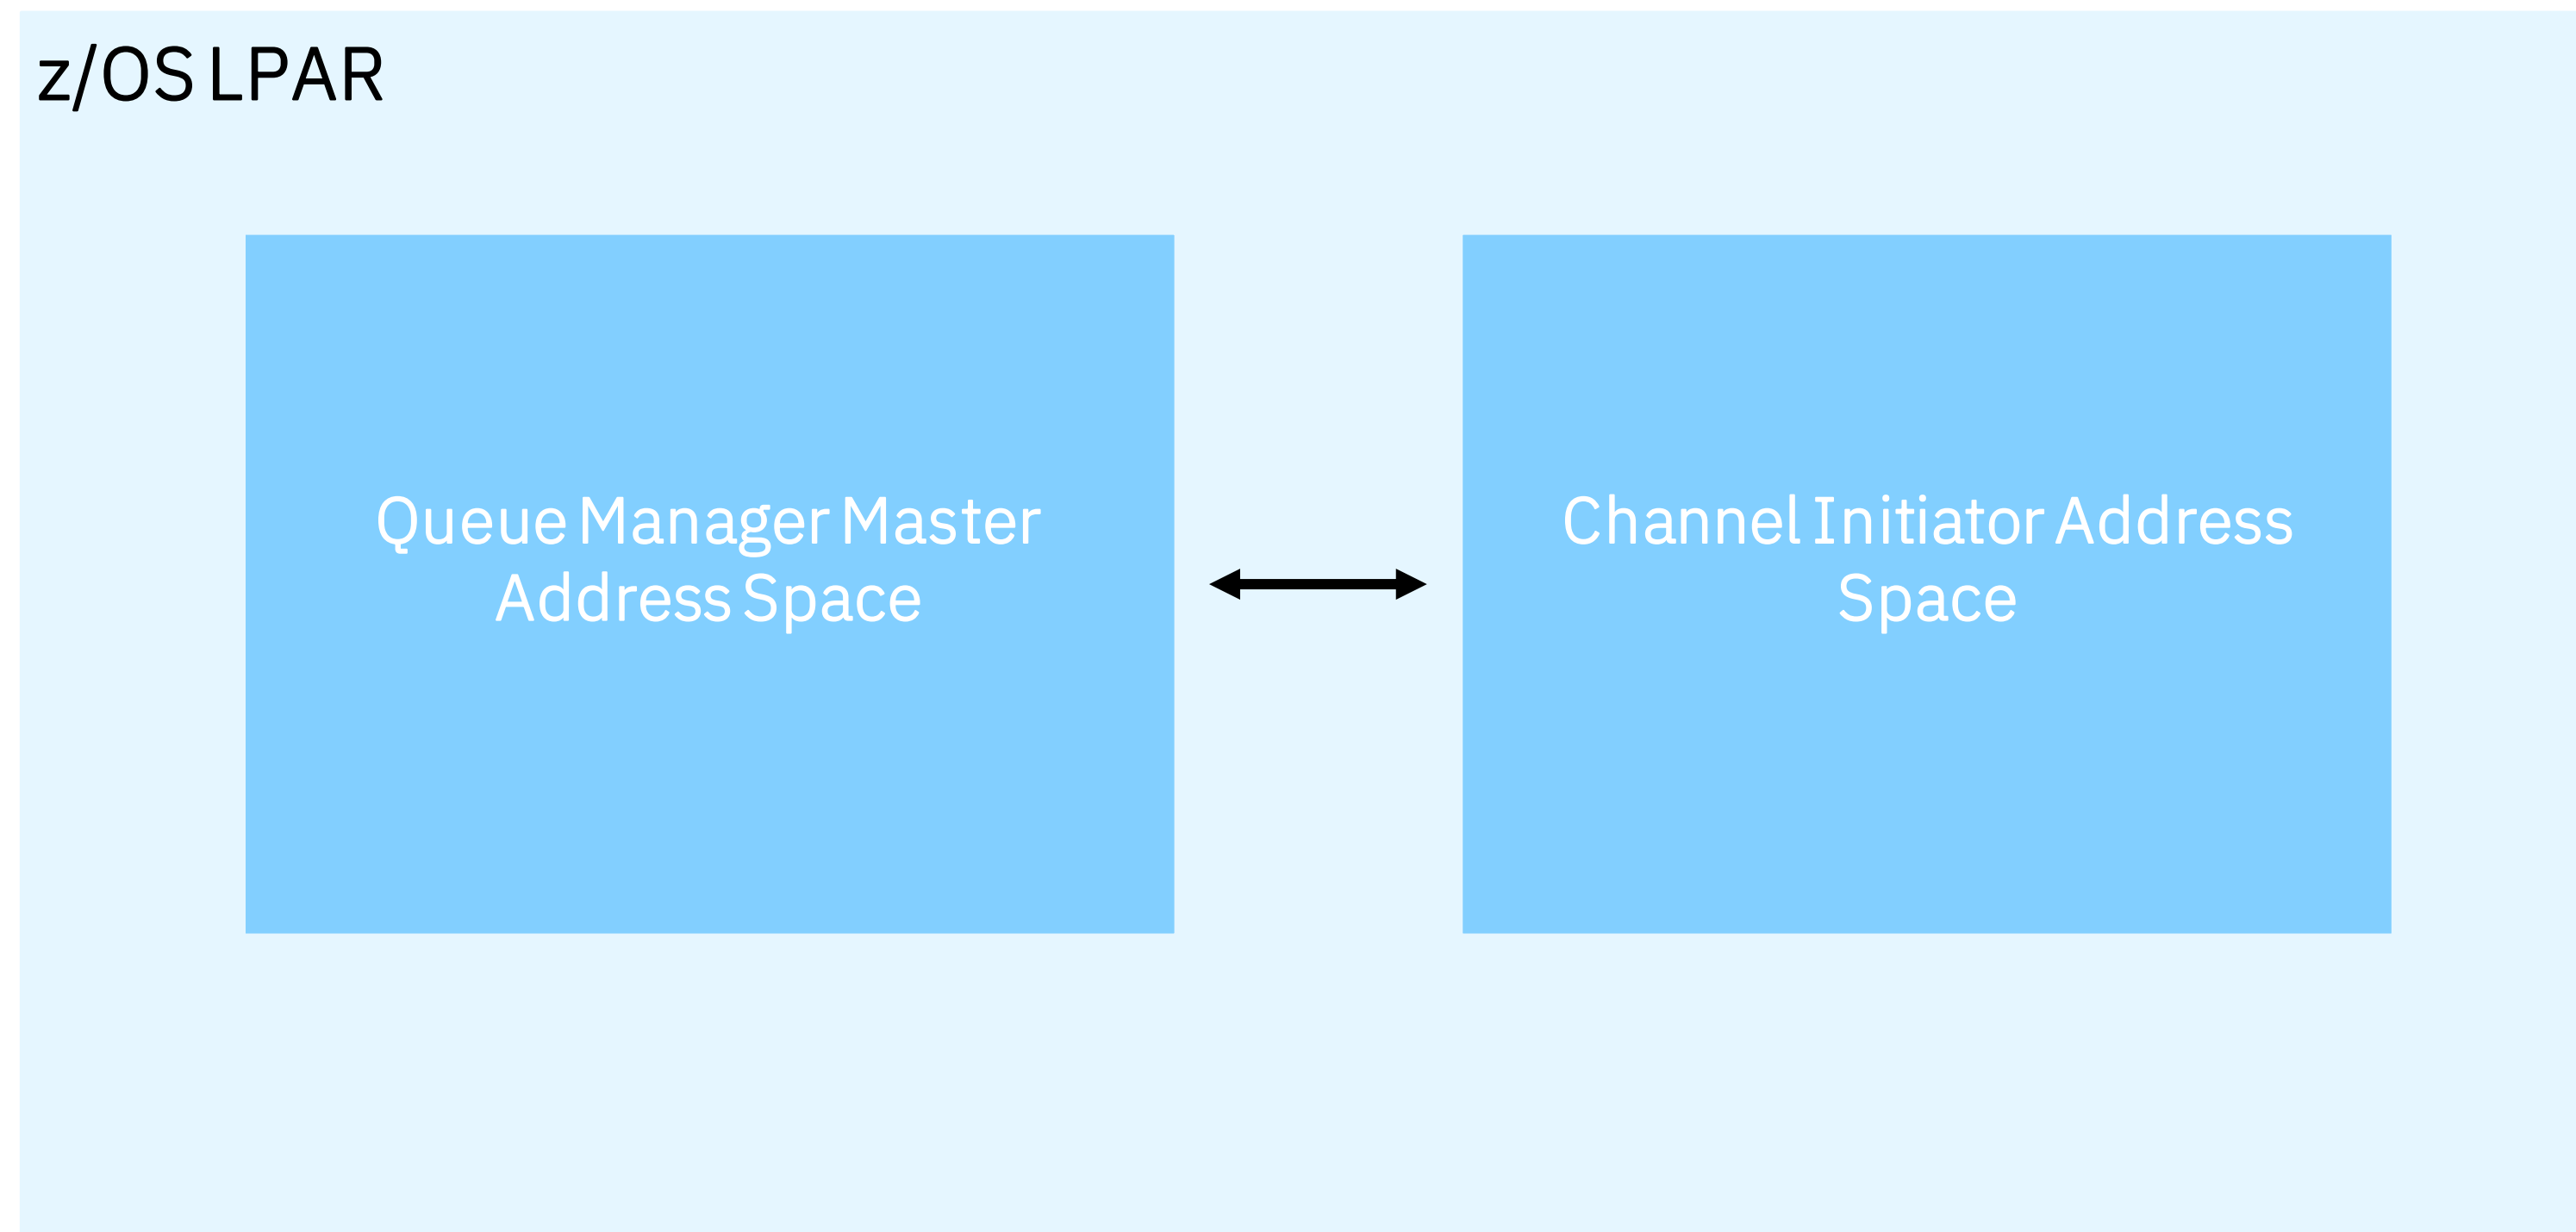 z/OS LPAR
Queue Manager Master
Address Space
Channel Initiator Address
Space